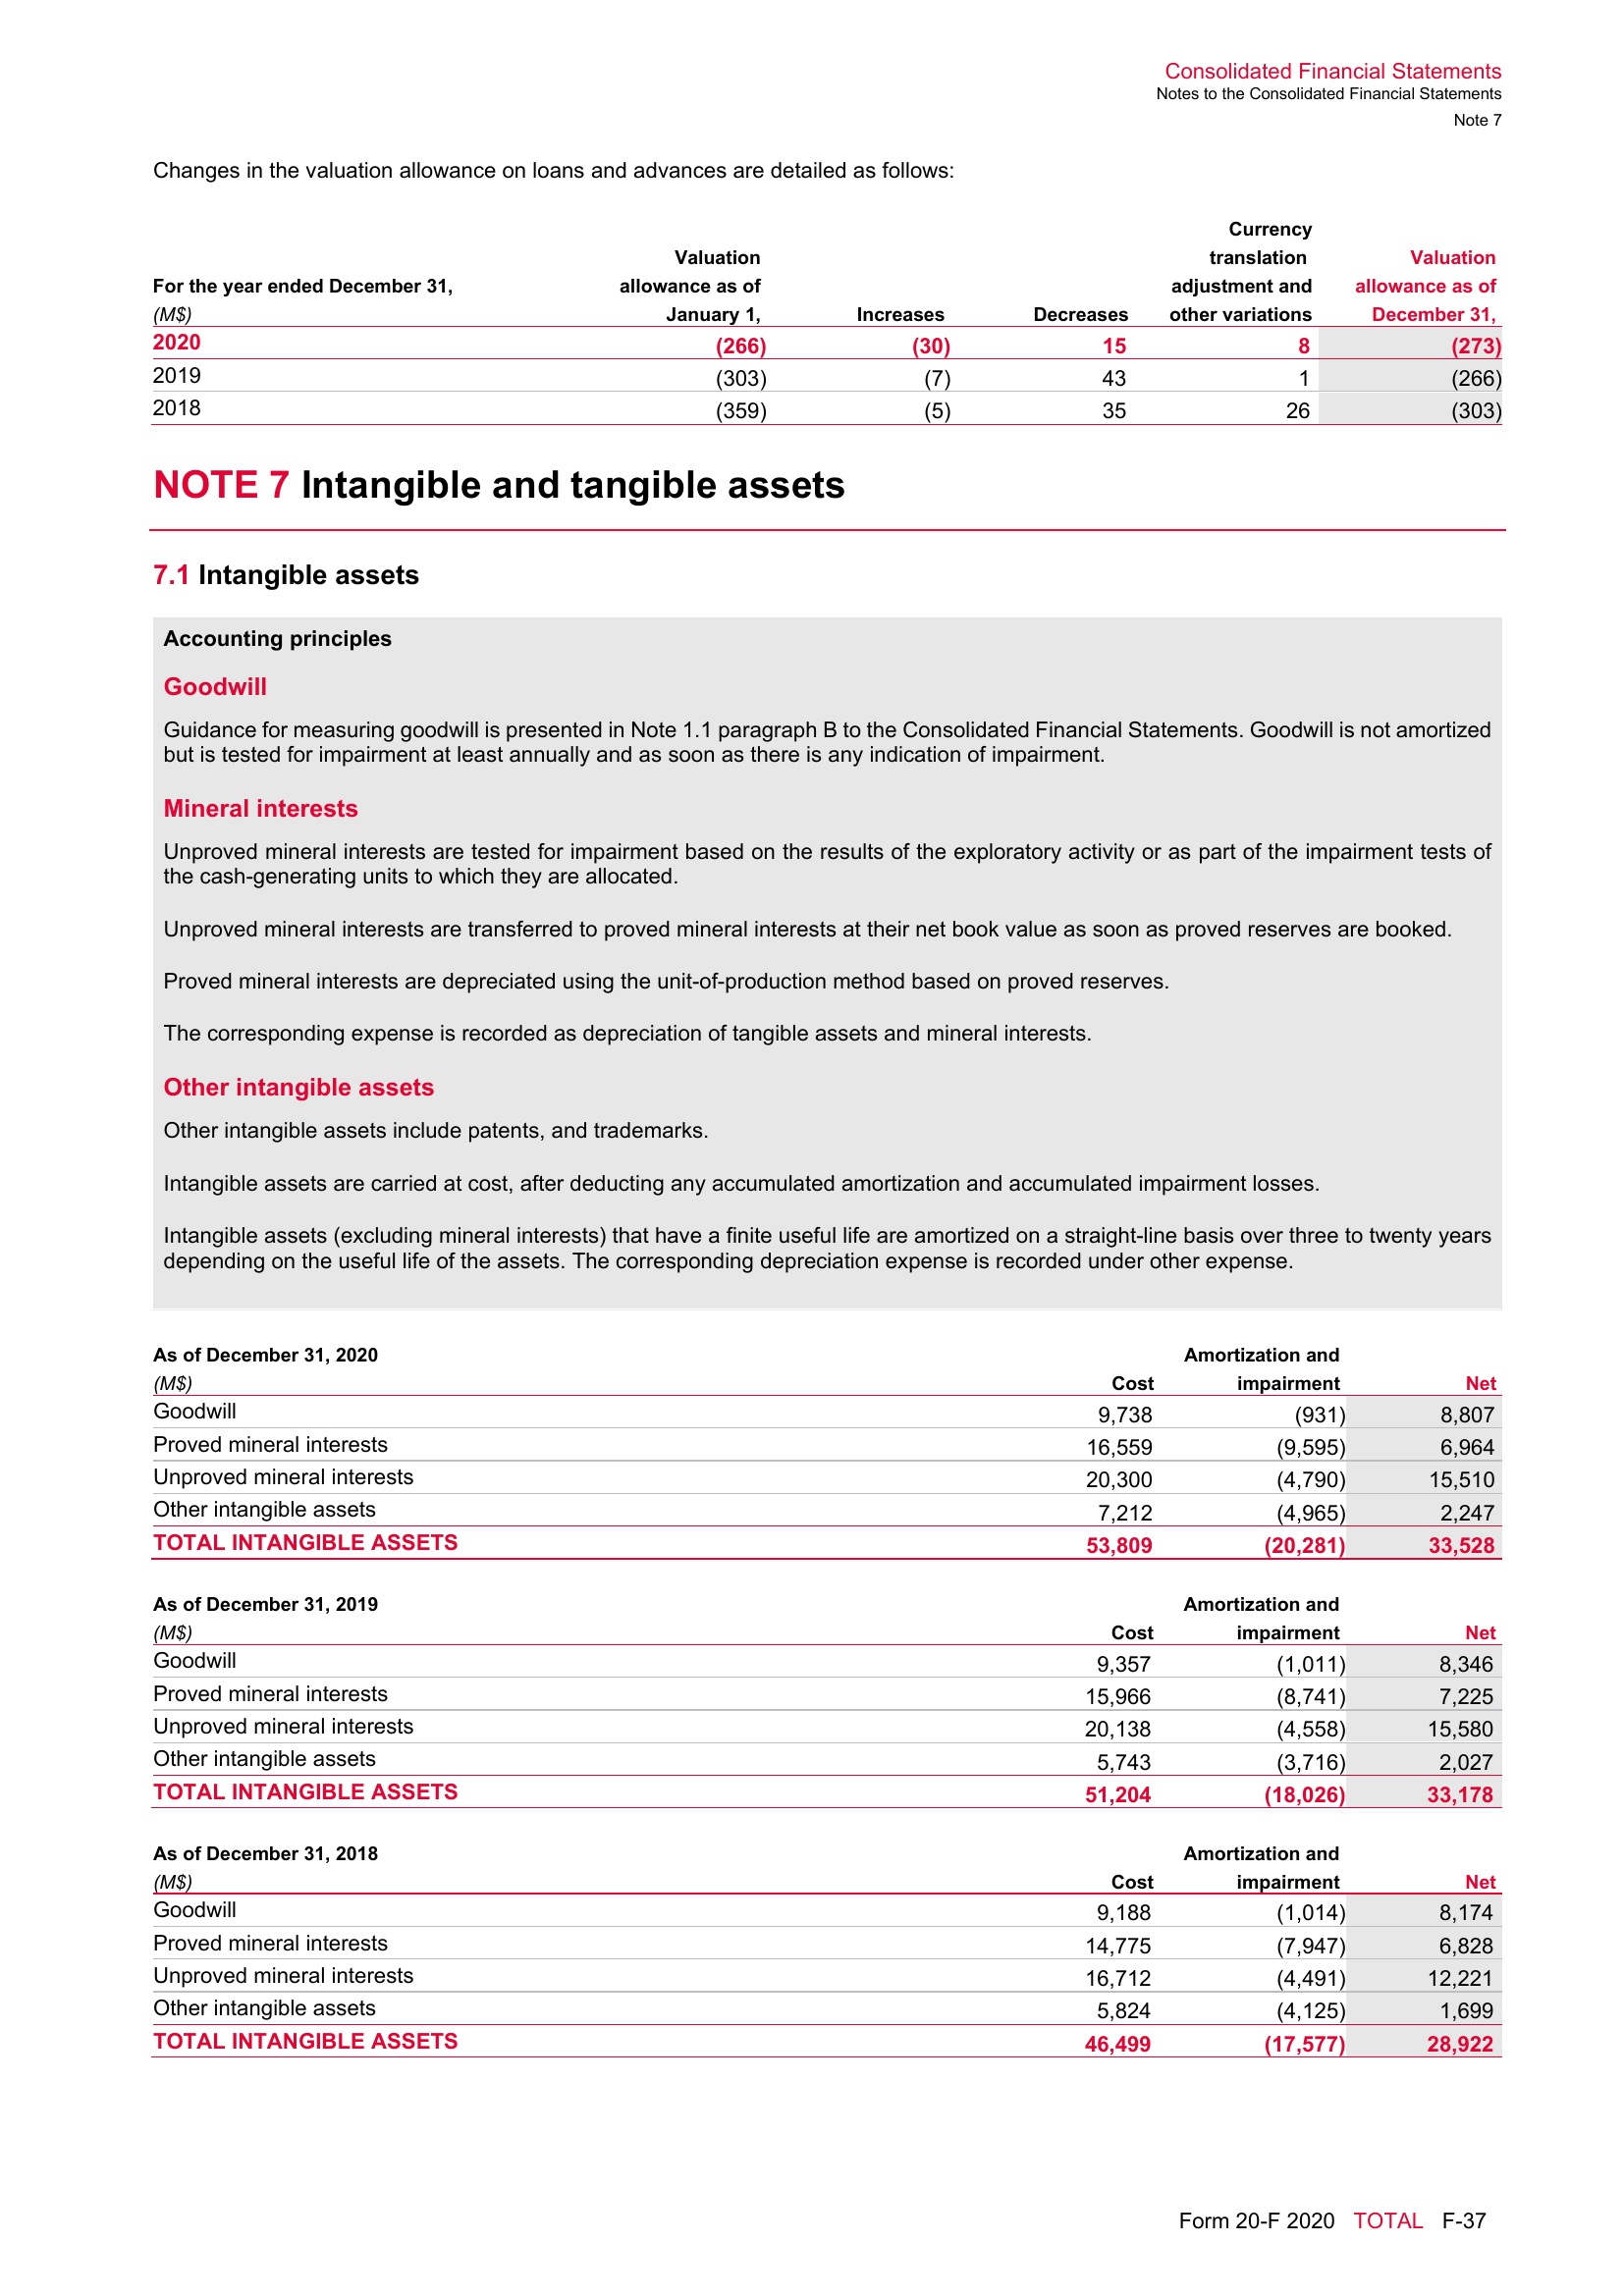 Consolidated Financial Statements
Notes to the Consolidated Financial Statements
Note 7
Changes in the valuation allowance on loans and advances are detailed as follows:
Currency
Valuation translation Valuation
For the year ended December 31, allowance as of adjustment and allowance as of
(M$) January 1, Increases Decreases other variations December 31,
2020 (266) (30) 15 8 (273)
2019 (303) (7) 43 1 (266)
2018 (359) (5) 35 26 (303)
NOTE 7 Intangible and tangible assets
7.1 Intangible assets
Accounting principles
Goodwill
Guidance for measuring goodwill is presented in Note 1.1 paragraph B to the Consolidated Financial Statements. Goodwill is not amortized
but is tested for impairment at least annually and as soon as there is any indication of impairment.
Mineral interests
Unproved mineral interests are tested for impairment based on the results of the exploratory activity or as part of the impairment tests of
the cash-generating units to which they are allocated.
Unproved mineral interests are transferred to proved mineral interests at their net book value as soon as proved reserves are booked.
Proved mineral interests are depreciated using the unit-of-production method based on proved reserves.
The corresponding expense is recorded as depreciation of tangible assets and mineral interests.
Other intangible assets
Other intangible assets include patents, and trademarks.
Intangible assets are carried at cost, after deducting any accumulated amortization and accumulated impairment losses.
Intangible assets (excluding mineral interests) that have a finite useful life are amortized on a straight-line basis over three to twenty years
depending on the useful life of the assets. The corresponding depreciation expense is recorded under other expense.
As of December 31, 2020 Amortization and
(M$) Cost impairment Net
Goodwill 9,738 (931) 8,807
Proved mineral interests 16,559 (9,595) 6,964
Unproved mineral interests 20,300 (4,790) 15,510
Other intangible assets 7,212 (4,965) 2,247
TOTAL INTANGIBLE ASSETS 53,809 (20,281) 33,528
As of December 31, 2019 Amortization and
(M$) Cost impairment Net
Goodwill 9,357 (1,011) 8,346
Proved mineral interests 15,966 (8,741) 7,225
Unproved mineral interests 20,138 (4,558) 15,580
Other intangible assets 5,743 (3,716) 2,027
TOTAL INTANGIBLE ASSETS 51,204 (18,026) 33,178
As of December 31, 2018 Amortization and
(M$) Cost impairment Net
Goodwill 9,188 (1,014) 8,174
Proved mineral interests 14,775 (7,947) 6,828
Unproved mineral interests 16,712 (4,491) 12,221
Other intangible assets 5,824 (4,125) 1,699
TOTAL INTANGIBLE ASSETS 46,499 (17,577) 28,922
Form 20-F 2020 TOTAL F-37